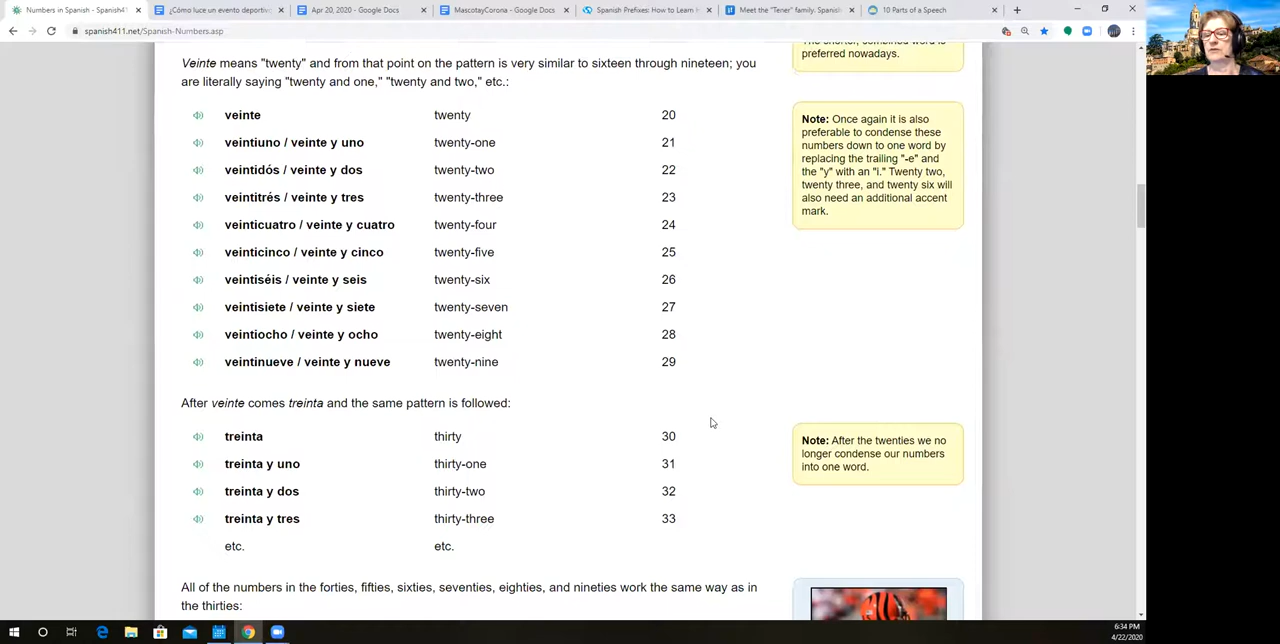 Numbers in Spanish - Spanish41
¿Cómo luce un evento deportiv
Apr 20, 2020 - Google Docs
MascotayCorona - Google Docs
Spanish Prefixes: How to Learn
Meet the "Tener" family. Spanish
10 Parts of a Speech
spanish411.net/Spanish-Numbers.asp
preferred nowadays.
Veinte means "twenty" and from that point on the pattern is very similar to sixteen through nineteen; you
are literally saying "twenty and one," "twenty and two," etc.:
veinte twenty 20
veintiuno / veinte y uno twenty-one 21
veintidós / veinte y dos twenty-two 22
veintitrés / veinte y tres twenty-three 23
veinticuatro / veinte y cuatro twenty-four 24
veinticinco / veinte y cinco twenty-five 25
veintiséis / veinte y seis twenty-six 26
veintisiete / veinte y siete twenty-seven 27
veintiocho / veinte y ocho twenty-eight 28
veintinueve / veinte y nueve twenty-nine 29
Note: Once again it is also
preferable to condense these
numbers down to one word by
replacing the trailing "-e" and
the "y" with an "i." Twenty two,
twenty three, and twenty six will
also need an additional accent
mark.
After veinte comes treinta and the same pattern is followed:
treinta thirty 30
treinta y uno thirty-one 31
treinta y dos thirty-two 32
treinta y tres thirty-three 33
etc. etc.
Note: After the twenties we no
longer condense our numbers
into one word.
All of the numbers in the forties, fifties, sixties, seventies, eighties, and nineties work the same way as in
the thirties:
6:34 PM
4/22/2020